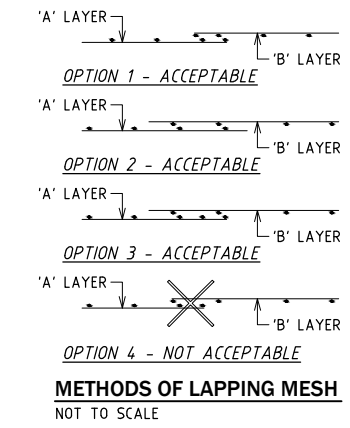 'A' LAYER
'B' LAYER
OPTION 1 - ACCEPTABLE
'A' LAYER
'B' LAYER
OPTION 2 - ACCEPTABLE
'A' LAYER
'B' LAYER
OPTION 3 - ACCEPTABLE
'A' LAYER
'B' LAYER
OPTION 4 - NOT ACCEPTABLE
METHODS OF LAPPING MESH
NOT TO SCALE